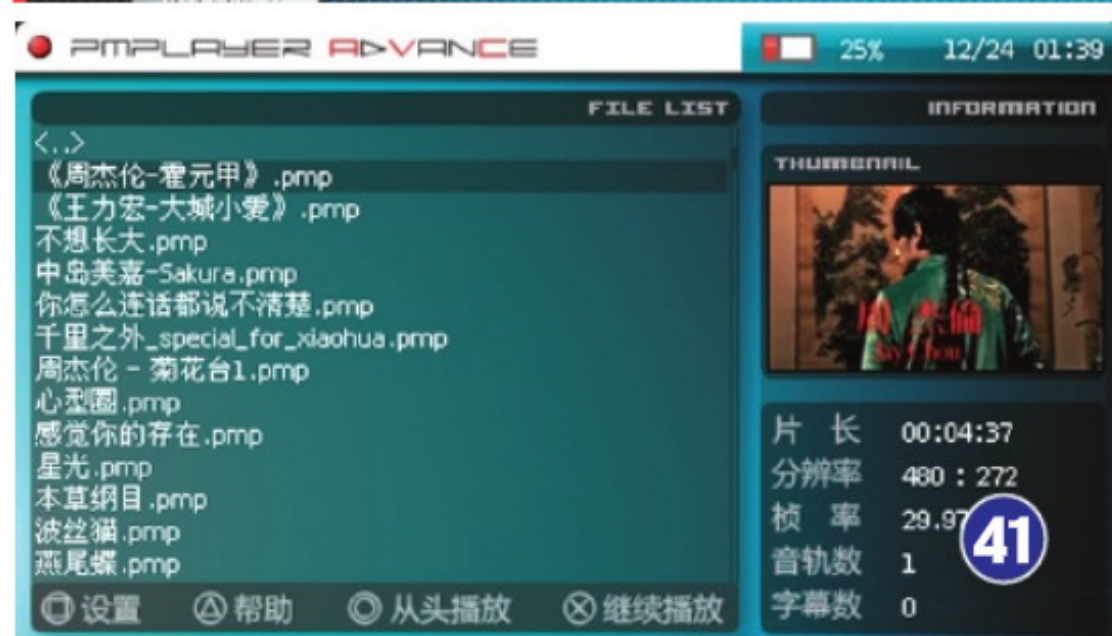 PMPLAYER ADVANCE
25% 12/24 01:39
FILE LIST
<..>
《周杰伦-霍元甲》.pmp
《王力宏-大城小爱》.pmp
不想长大.pmp
中岛美嘉-Sakura.pmp
你怎么连话都说不清楚.pmp
千里之外_special_for_xiaohua.pmp
周杰伦 - 菊花台1.pmp
心型圈.pmp
感觉你的存在.pmp
星光.pmp
本草纲目.pmp
波丝猫.pmp
燕尾蝶.pmp
设置 帮助 从头播放 继续播放
INFORMATION
THUMBNAIL
周杰倫
Jay Chou
片 长 00:04:37
分辨率 480 : 272
桢 率 29.97
41
音轨数 1
字幕数 0